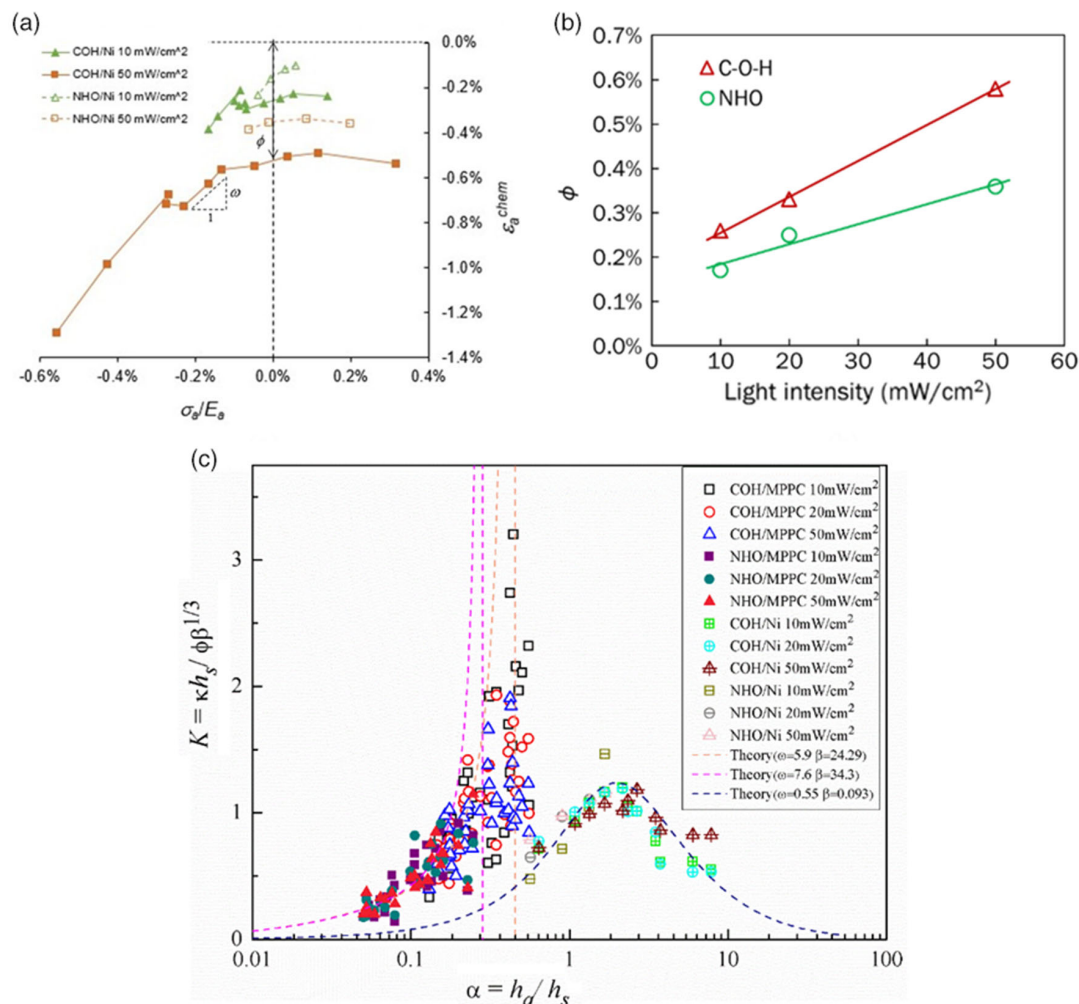 (a)
COH/Ni 10 mW/cm^2
COH/Ni 50 mW/cm^2
NHO/Ni 10 mW/cm^2
NHO/Ni 50 mW/cm^2
0.0%
-0.2%
-0.4%
-0.6%
-0.8%
-1.0%
-1.2%
-1.4%
ϕ
ω
1
εₐᶜʰᵉᵐ
-0.6%
-0.4%
-0.2%
0.0%
0.2%
0.4%
σₐ/Eₐ
(b)
0.7%
0.6%
0.5%
0.4%
0.3%
0.2%
0.1%
0.0%
ϕ
C-O-H
NHO
0
10
20
30
40
50
60
Light intensity (mW/cm²)
(c)
3
2
1
0
K = κhₛ/ ϕβ^1/3
COH/MPPC 10mW/cm²
COH/MPPC 20mW/cm²
COH/MPPC 50mW/cm²
NHO/MPPC 10mW/cm²
NHO/MPPC 20mW/cm²
NHO/MPPC 50mW/cm²
COH/Ni 10mW/cm²
COH/Ni 20mW/cm²
COH/Ni 50mW/cm²
NHO/Ni 10mW/cm²
NHO/Ni 20mW/cm²
NHO/Ni 50mW/cm²
Theory(ω=5.9 β=24.29)
Theory(ω=7.6 β=34.3)
Theory(ω=0.55 β=0.093)
0.01
0.1
1
10
100
α = hₐ/ hₛ